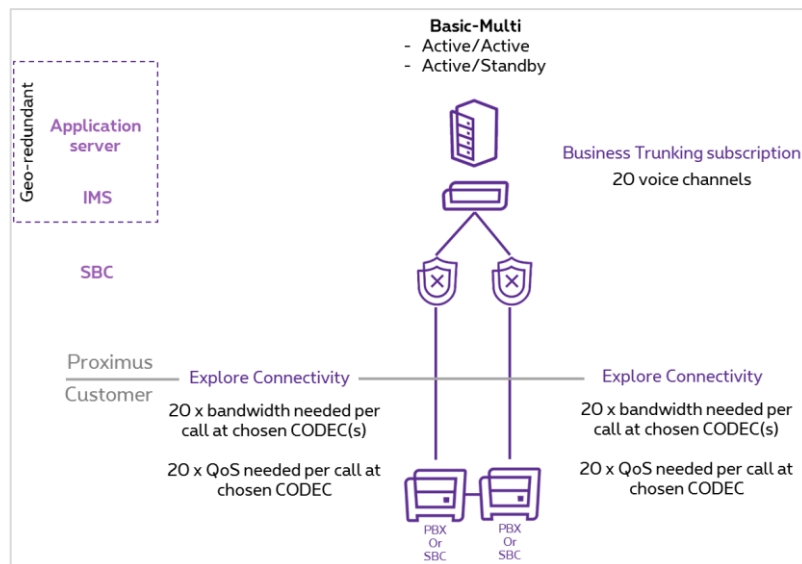 Basic-Multi
- Active/Active
- Active/Standby
Geo-redundant
Application
server
IMS
SBC
Business Trunking subscription
20 voice channels
Proximus
Customer
Explore Connectivity
20 x bandwidth needed per
call at chosen CODEC(s)
20 x QoS needed per call at
chosen CODEC
Explore Connectivity
20 x bandwidth needed per
call at chosen CODEC(s)
20 x QoS needed per call at
chosen CODEC
PBX
Or
SBC
PBX
Or
SBC